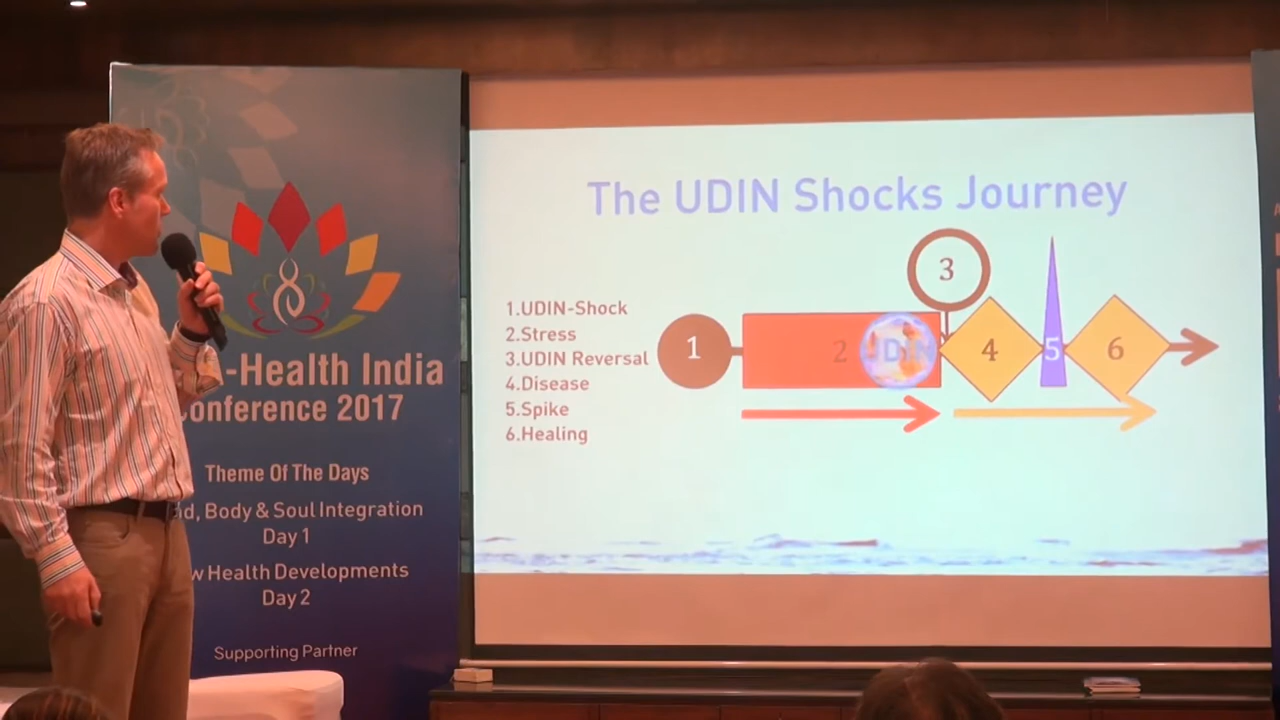 -Health India
onference 2017
Theme Of The Days
d, Body & Soul Integration
Day 1
w Health Developments
Day 2
Supporting Partner
The UDIN Shocks Journey
1.UDIN-Shock
2.Stress
3.UDIN Reversal
4.Disease
5.Spike
6.Healing
1
2
UDIN
3
4
5
6